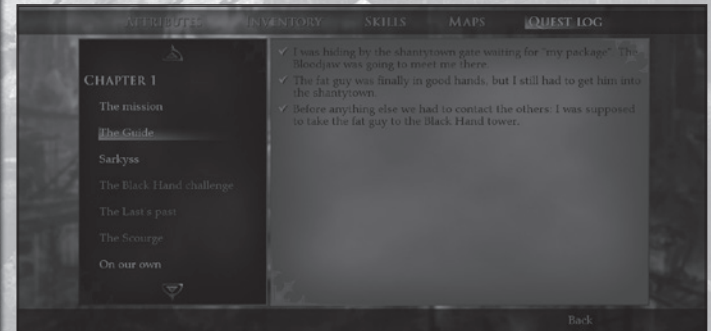 ATTRIBUTES INVENTORY SKILLS MAPS QUEST LOG
CHAPTER 1
The mission
The Guide
Sarkyss
The Black Hand challenge
The Last's past
The Scourge
On our own
✓ I was hiding by the shantytown gate waiting for "my package". The
Bloodjaw was going to meet me there.
✓ The fat guy was finally in good hands, but I still had to get him into
the shantytown.
✓ Before anything else we had to contact the others: I was supposed
to take the fat guy to the Black Hand tower.
Back